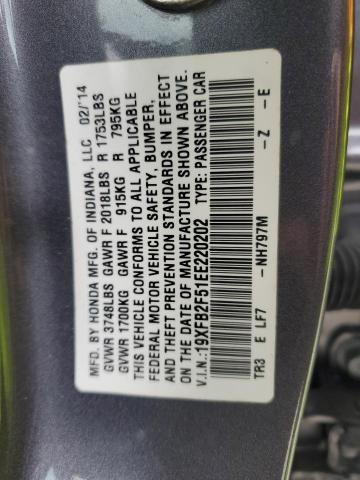 MFD. BY HONDA MFG. OF INDIANA, LLC 02/14
GVWR 3748LBS GAWR F 2018LBS R 1753LBS
GVWR 1700KG GAWR F 915KG R 795KG
THIS VEHICLE CONFORMS TO ALL APPLICABLE
FEDERAL MOTOR VEHICLE SAFETY, BUMPER,
AND THEFT PREVENTION STANDARDS IN EFFECT
ON THE DATE OF MANUFACTURE SHOWN ABOVE.
V.I.N.: 19XFB2F51EE220202 TYPE: PASSENGER CAR
TR3 E LF7 -NH797M -Z -E